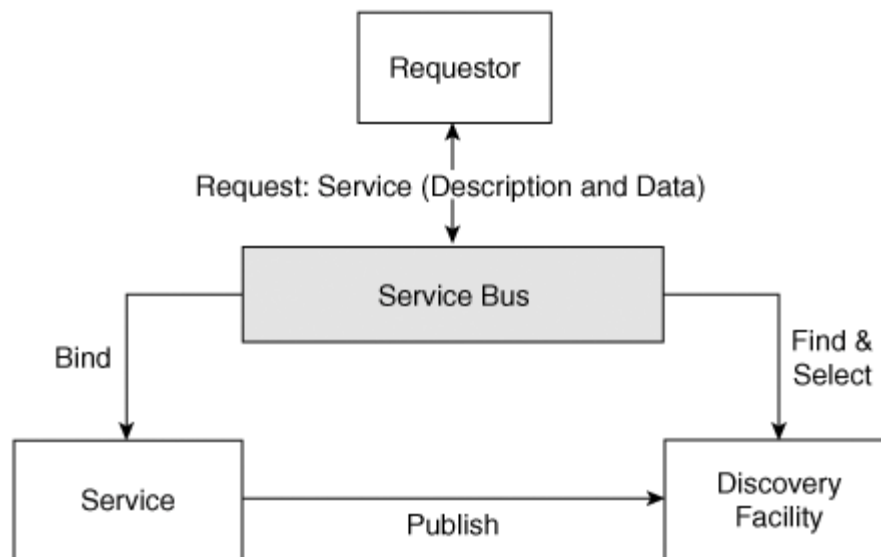 Requestor
Request: Service (Description and Data)
Service Bus
Bind
Find &
Select
Service
Publish
Discovery
Facility